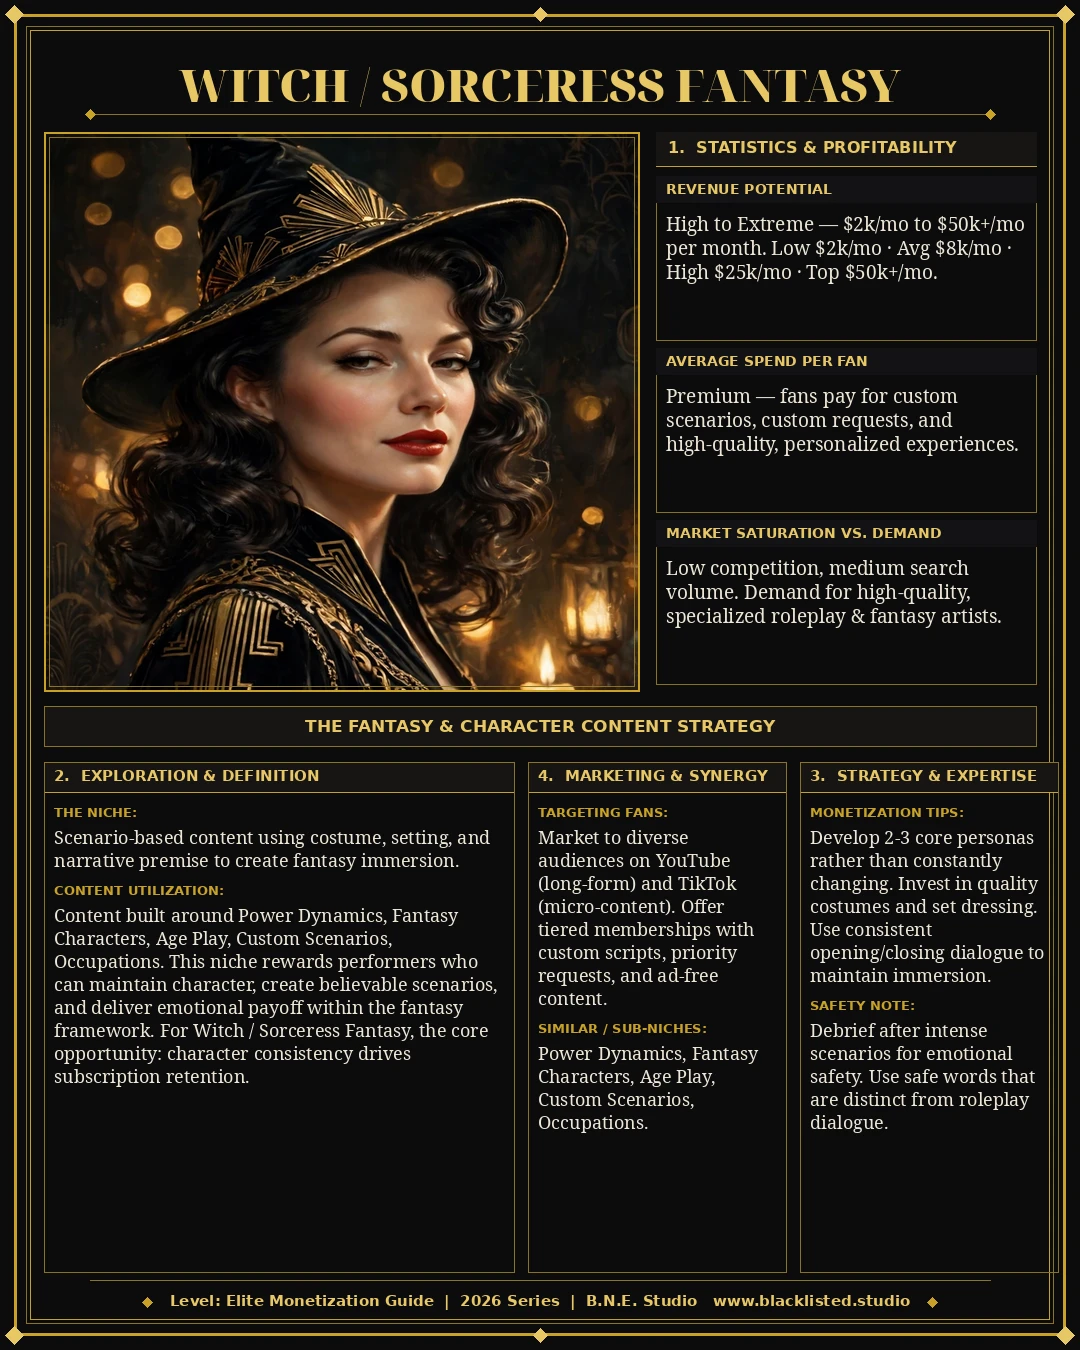 WITCH / SORCERESS FANTASY
1. STATISTICS & PROFITABILITY
REVENUE POTENTIAL
High to Extreme — $2k/mo to $50k+/mo
per month. Low $2k/mo · Avg $8k/mo ·
High $25k/mo · Top $50k+/mo.
AVERAGE SPEND PER FAN
Premium — fans pay for custom
scenarios, custom requests, and
high-quality, personalized experiences.
MARKET SATURATION VS. DEMAND
Low competition, medium search
volume. Demand for high-quality,
specialized roleplay & fantasy artists.
THE FANTASY & CHARACTER CONTENT STRATEGY
2. EXPLORATION & DEFINITION
THE NICHE:
Scenario-based content using costume, setting, and
narrative premise to create fantasy immersion.
CONTENT UTILIZATION:
Content built around Power Dynamics, Fantasy
Characters, Age Play, Custom Scenarios,
Occupations. This niche rewards performers who
can maintain character, create believable scenarios,
and deliver emotional payoff within the fantasy
framework. For Witch / Sorceress Fantasy, the core
opportunity: character consistency drives
subscription retention.
4. MARKETING & SYNERGY
TARGETING FANS:
Market to diverse
audiences on YouTube
(long-form) and TikTok
(micro-content). Offer
tiered memberships with
custom scripts, priority
requests, and ad-free
content.
SIMILAR / SUB-NICHES:
Power Dynamics, Fantasy
Characters, Age Play,
Custom Scenarios,
Occupations.
3. STRATEGY & EXPERTISE
MONETIZATION TIPS:
Develop 2-3 core personas
rather than constantly
changing. Invest in quality
costumes and set dressing.
Use consistent
opening/closing dialogue to
maintain immersion.
SAFETY NOTE:
Debrief after intense
scenarios for emotional
safety. Use safe words that
are distinct from roleplay
dialogue.
Level: Elite Monetization Guide | 2026 Series | B.N.E. Studio www.blacklisted.studio